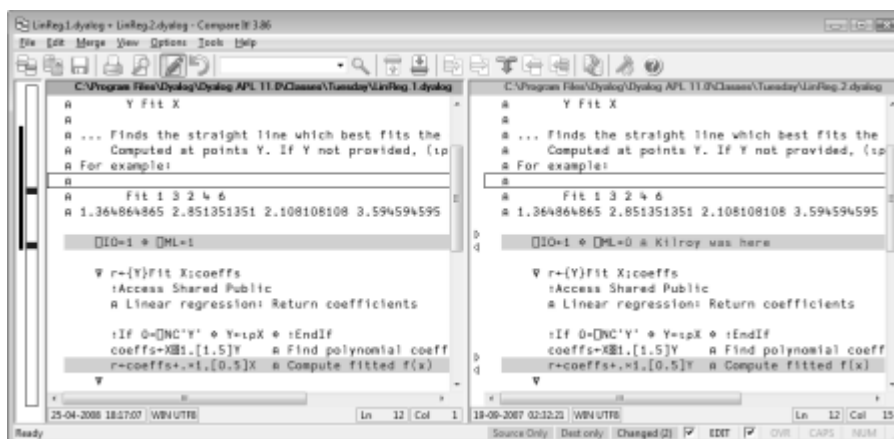 LinReg.1.dyalog + LinReg.2.dyalog - Compare It! 3.86
File Edit Merge View Options Tools Help
C:\Program Files\Dyalog\Dyalog APL 11.0\Classes\Tuesday\LinReg.1.dyalog
⍝ Y Fit X
⍝
⍝ ... Finds the straight line which best fits the
⍝ Computed at points Y. If Y not provided, (⍳p
⍝ For example:
⍝
⍝ Fit 1 3 2 4 6
⍝ 1.364864865 2.851351351 2.108108108 3.594594595
⎕IO←1 ⋄ ⎕ML←1
∇ r←{Y}Fit X;coeffs
:Access Shared Public
⍝ Linear regression: Return coefficients
:If 0=⎕NC'Y' ⋄ Y←⍳⍴X ⋄ :EndIf
coeffs←X⌹1,[1.5]Y ⍝ Find polynomial coeff
r←coeffs+.×1,[0.5]X ⍝ Compute fitted f(x)
∇
25-04-2008 18:17:07 WIN UTF8 Ln 12 Col 1
C:\Program Files\Dyalog\Dyalog APL 11.0\Classes\Tuesday\LinReg.2.dyalog
⍝ Y Fit X
⍝
⍝ ... Finds the straight line which best fits the
⍝ Computed at points Y. If Y not provided, (⍳p
⍝ For example:
⍝
⍝ Fit 1 3 2 4 6
⍝ 1.364864865 2.851351351 2.108108108 3.594594595
⎕IO←1 ⋄ ⎕ML←0 ⍝ Kilroy was here
∇ r←{Y}Fit X;coeffs
:Access Shared Public
⍝ Linear regression: Return coefficients
:If 0=⎕NC'Y' ⋄ Y←⍳⍴X ⋄ :EndIf
coeffs←X⌹1,[1.5]Y ⍝ Find polynomial coeff
r←coeffs+.×1,[0.5]Y ⍝ Compute fitted f(x)
∇
19-09-2007 02:32:21 WIN UTF8 Ln 12 Col 15
Ready Source Only Dest only Changed (2) EDIT OVR CAPS NUM